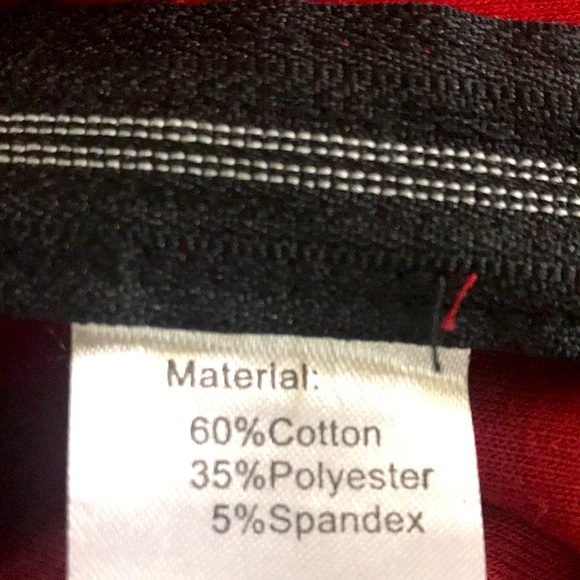 Material:
60%Cotton
35%Polyester
5%Spandex